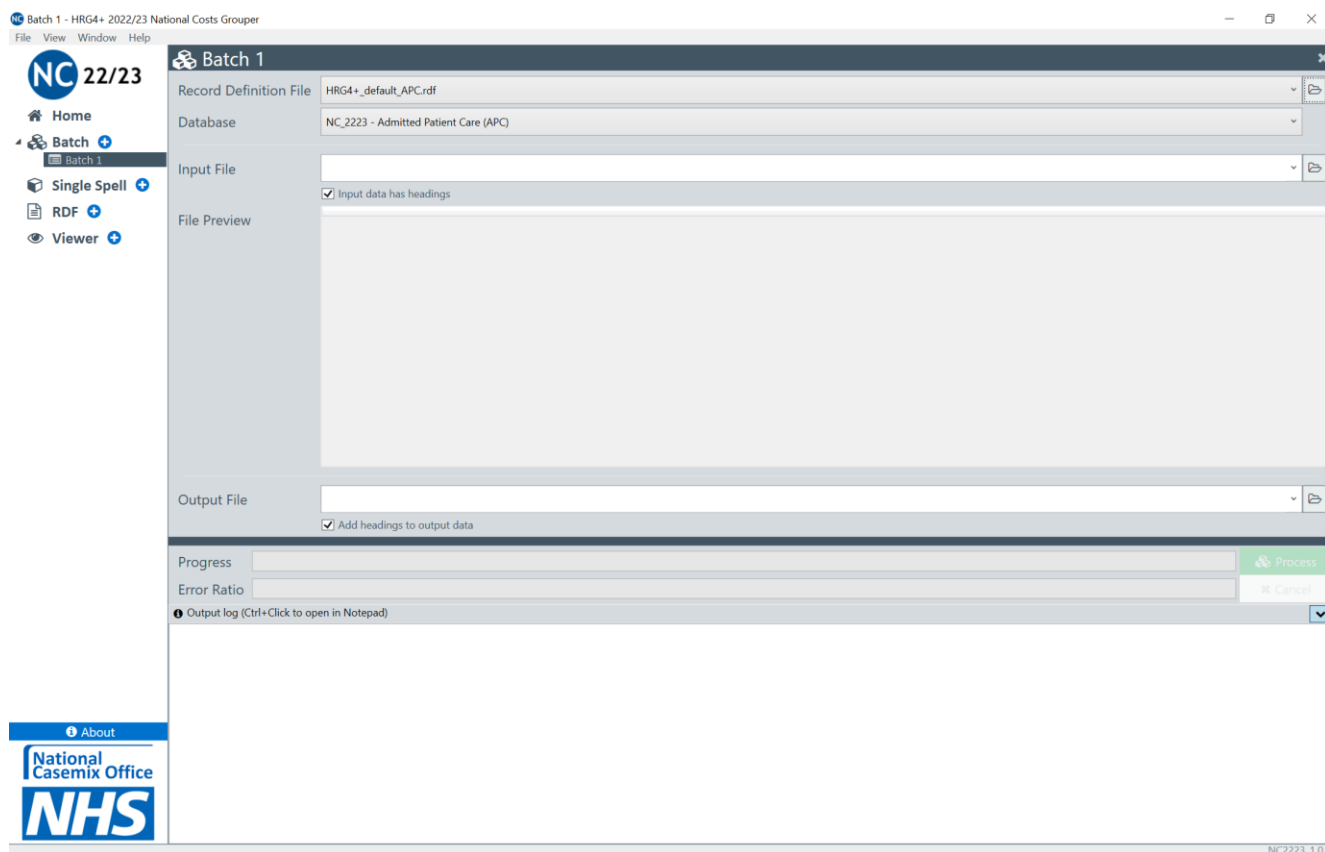 NC Batch 1 - HRG4+ 2022/23 National Costs Grouper
File View Window Help
NC 22/23
Home
Batch
Batch 1
Single Spell
RDF
Viewer
Batch 1
Record Definition File HRG4+_default_APC.rdf
Database NC_2223 - Admitted Patient Care (APC)
Input File
Input data has headings
File Preview
Output File
Add headings to output data
Progress
Process
Error Ratio
Cancel
Output log (Ctrl+Click to open in Notepad)
About
National
Casemix Office
NHS
NC2223_1.0